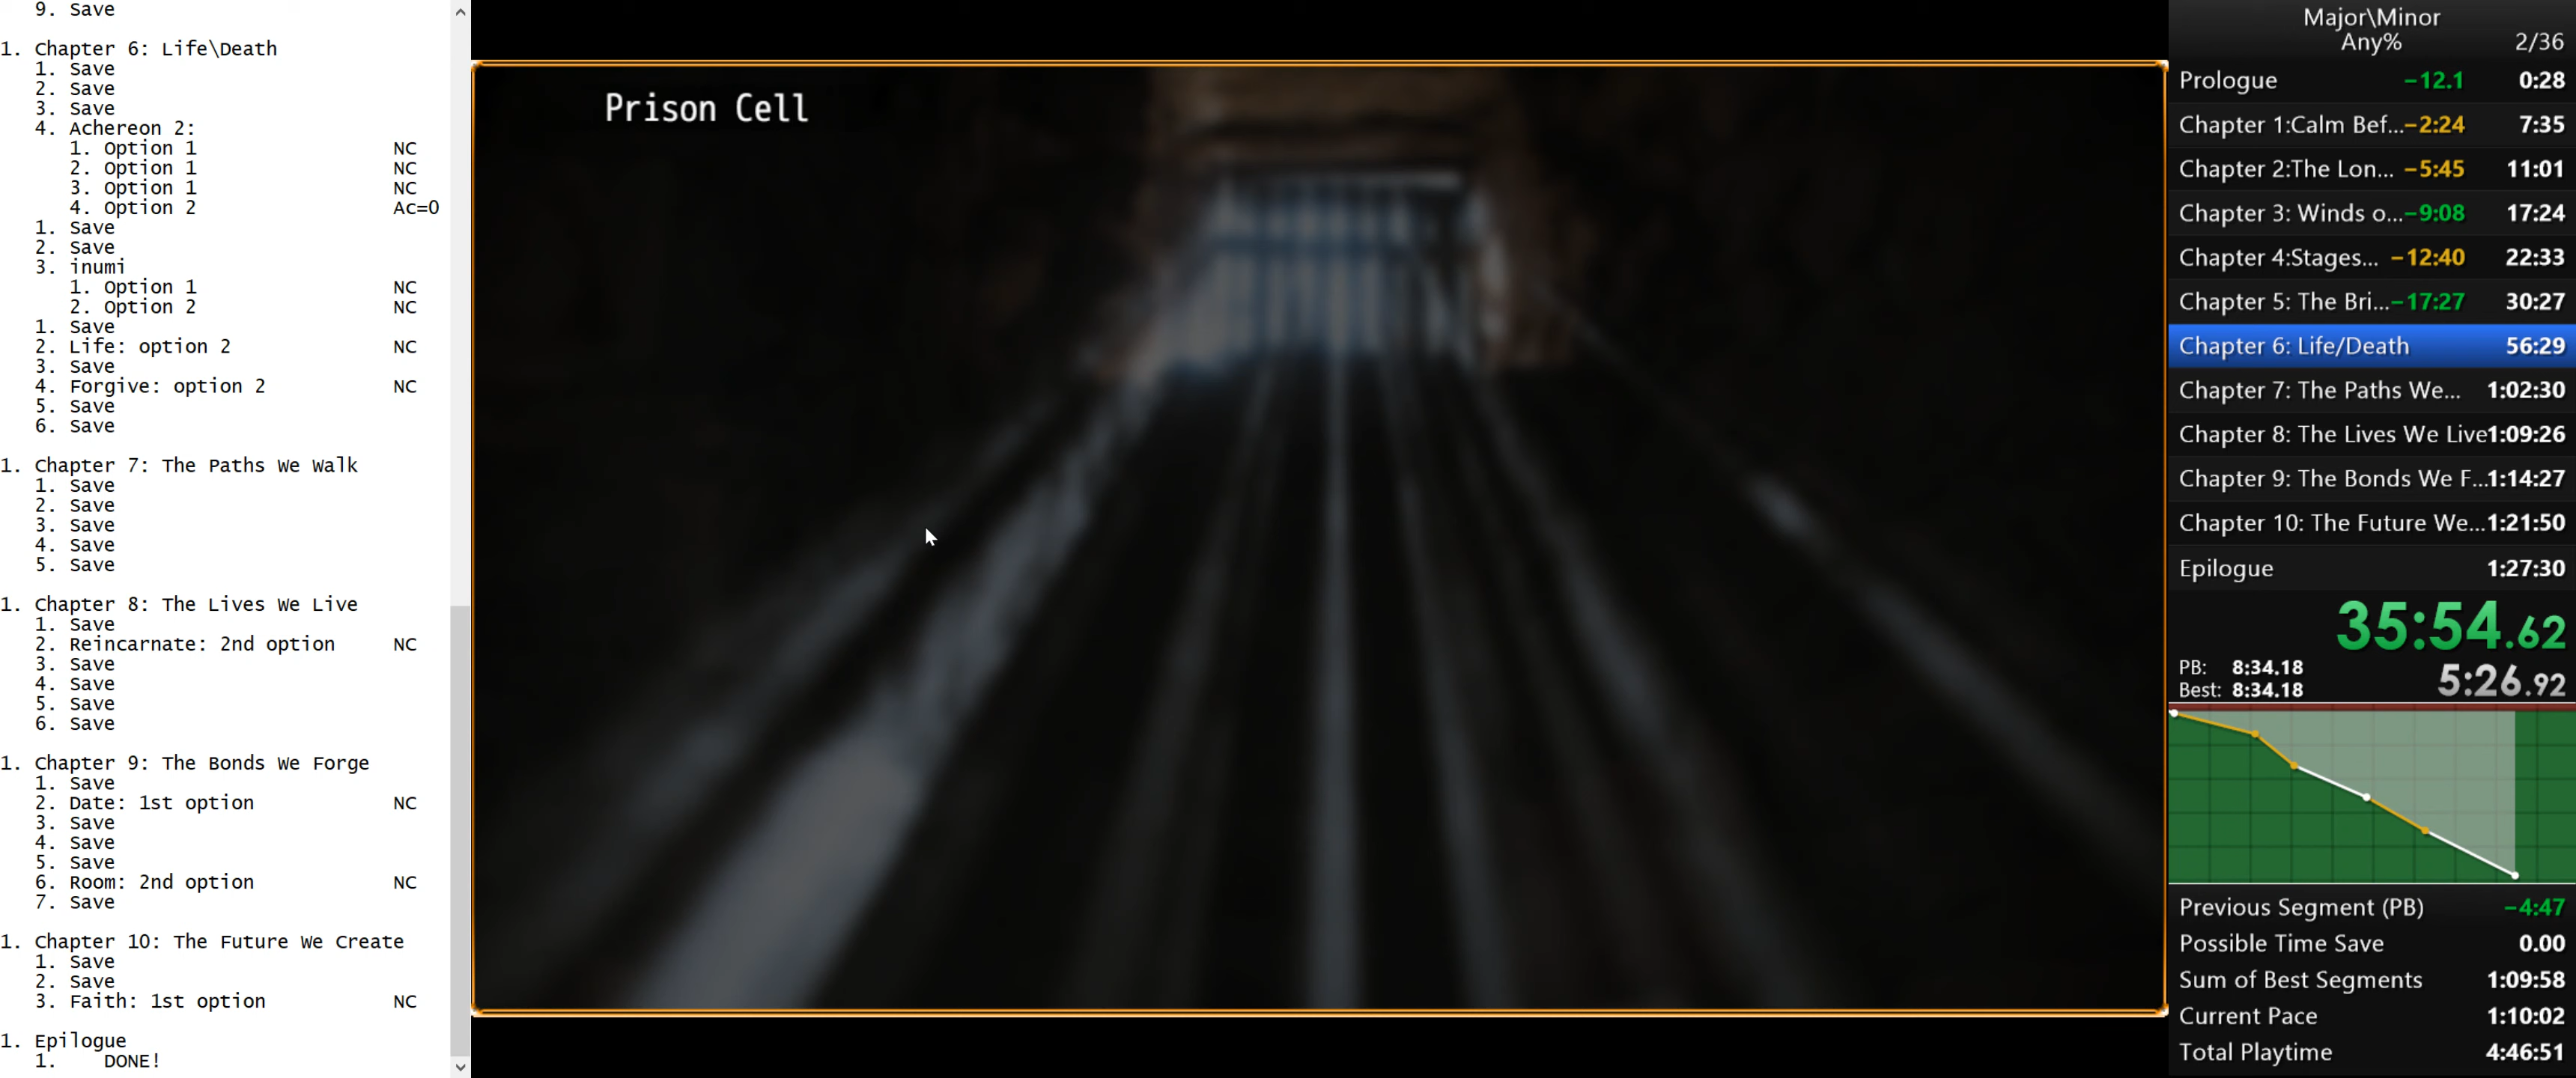 9. Save
1. Chapter 6: Life\Death
1. Save
2. Save
3. Save
4. Achereon 2:
1. Option 1 NC
2. Option 1 NC
3. Option 1 NC
4. Option 2 Ac=0
1. Save
2. Save
3. inumi
1. Option 1 NC
2. Option 2 NC
1. Save
2. Life: option 2 NC
3. Save
4. Forgive: option 2 NC
5. Save
6. Save
1. Chapter 7: The Paths We Walk
1. Save
2. Save
3. Save
4. Save
5. Save
1. Chapter 8: The Lives We Live
1. Save
2. Reincarnate: 2nd option NC
3. Save
4. Save
5. Save
6. Save
1. Chapter 9: The Bonds We Forge
1. Save
2. Date: 1st option NC
3. Save
4. Save
5. Save
6. Room: 2nd option NC
7. Save
1. Chapter 10: The Future We Create
1. Save
2. Save
3. Faith: 1st option NC
1. Epilogue
1. DONE!
Prison Cell
Major\Minor
Any% 2/36
Prologue -12.1 0:28
Chapter 1:Calm Bef...-2:24 7:35
Chapter 2:The Lon... -5:45 11:01
Chapter 3: Winds o...-9:08 17:24
Chapter 4:Stages... -12:40 22:33
Chapter 5: The Bri...-17:27 30:27
Chapter 6: Life/Death 56:29
Chapter 7: The Paths We... 1:02:30
Chapter 8: The Lives We Live1:09:26
Chapter 9: The Bonds We F...1:14:27
Chapter 10: The Future We...1:21:50
Epilogue 1:27:30
35:54.62
PB: 8:34.18
Best: 8:34.18
5:26.92
Previous Segment (PB) -4:47
Possible Time Save 0.00
Sum of Best Segments 1:09:58
Current Pace 1:10:02
Total Playtime 4:46:51